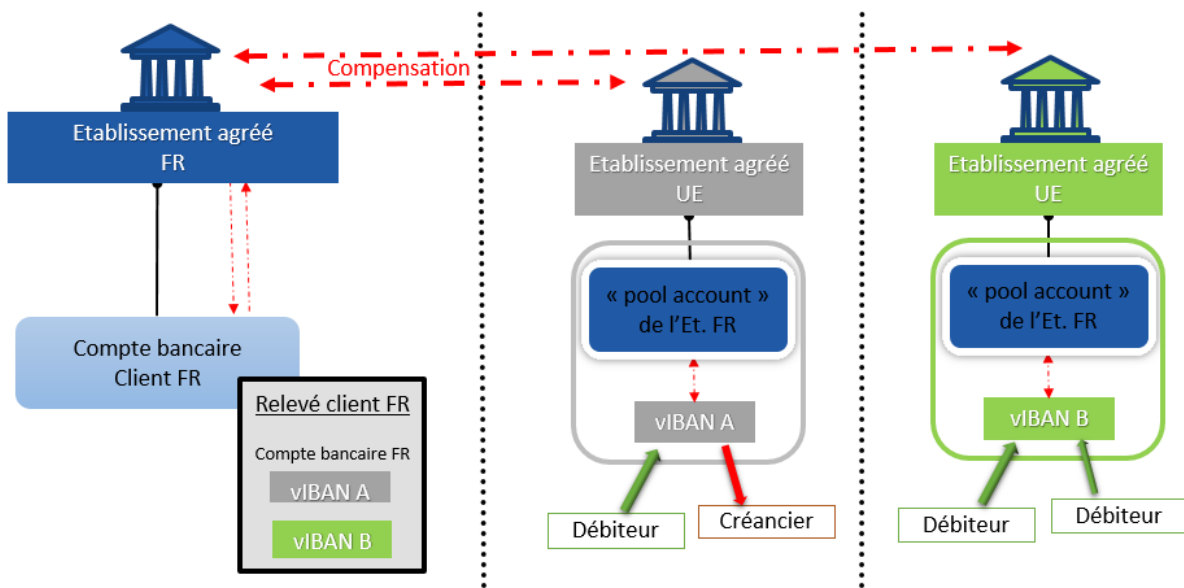 Compensation
Etablissement agréé
FR
Compte bancaire
Client FR
Relevé client FR
Compte bancaire FR
vIBAN A
vIBAN B
Etablissement agréé
UE
« pool account »
de l'Et. FR
vIBAN A
Débiteur
Créancier
Etablissement agréé
UE
« pool account »
de l'Et. FR
vIBAN B
Débiteur
Débiteur